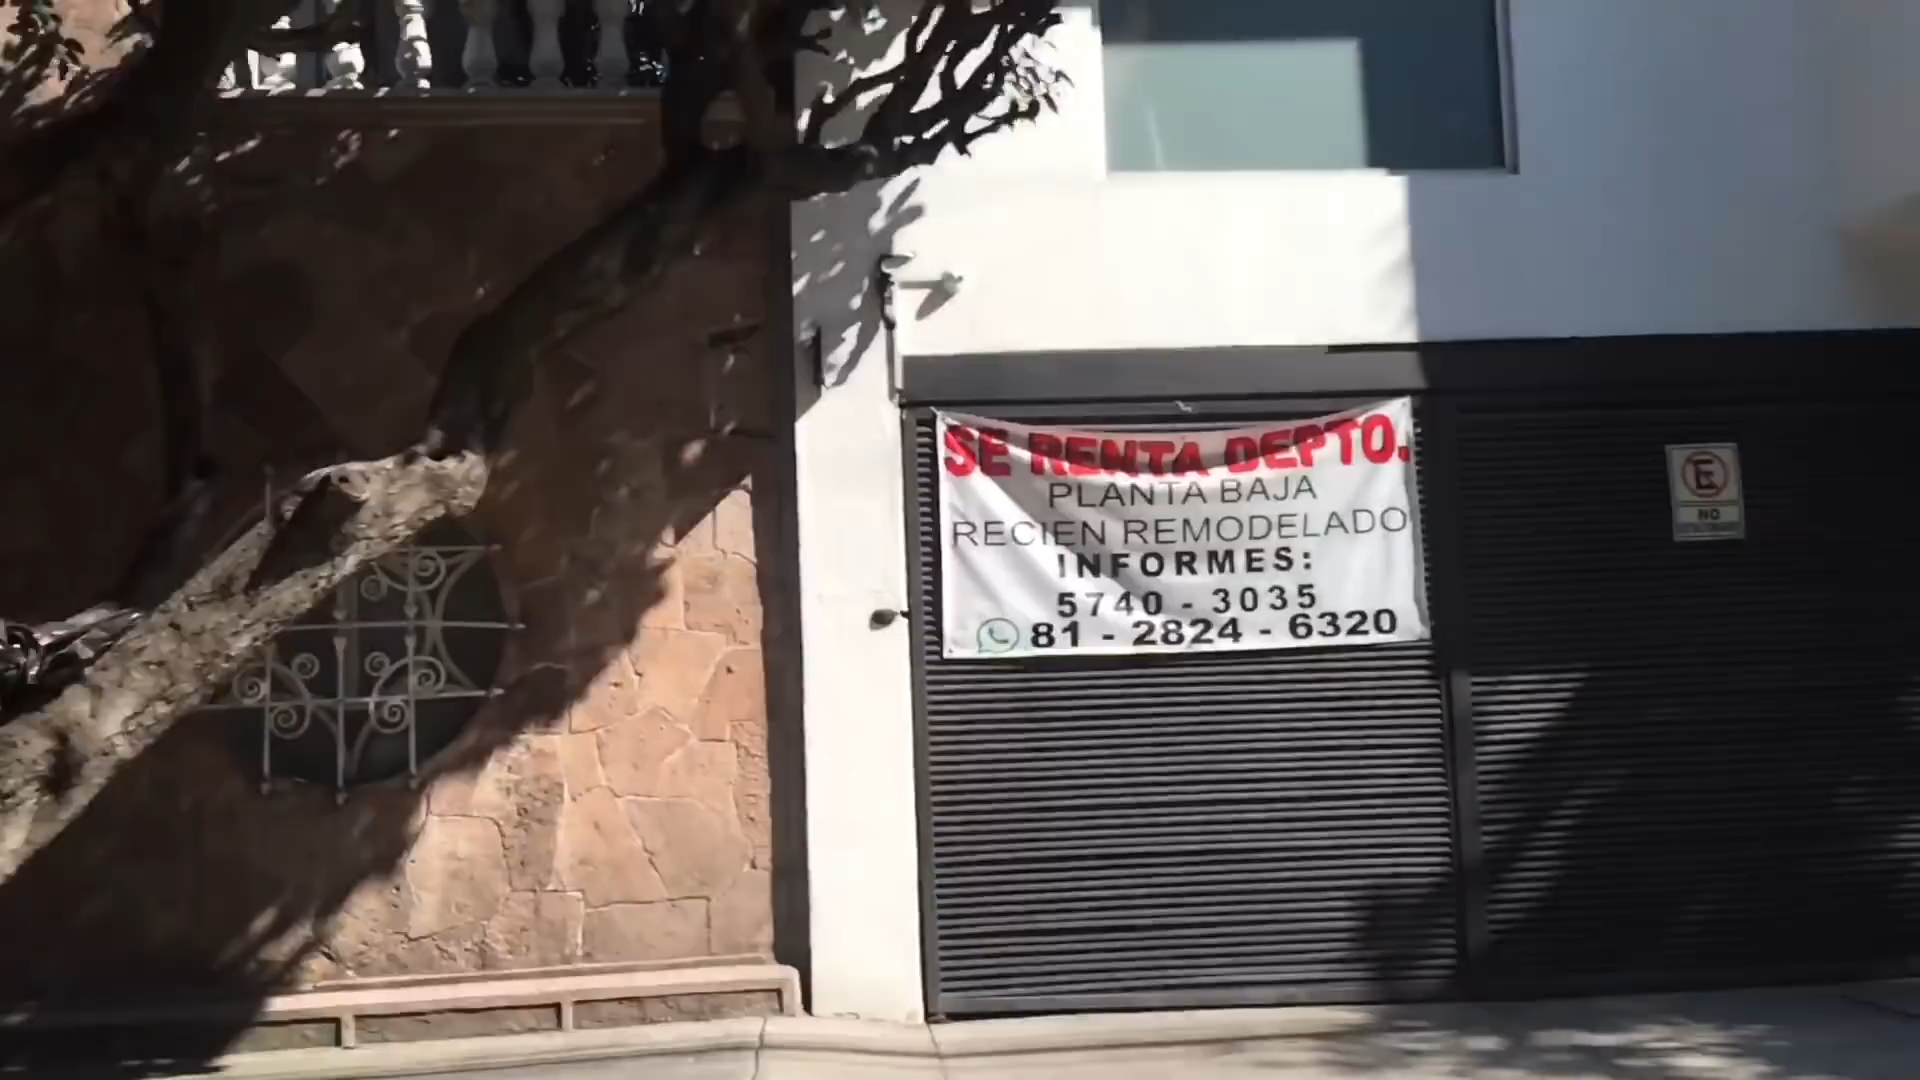 SE RENTA DEPTO.
PLANTA BAJA
RECIEN REMODELADO
INFORMES:
5740 - 3035
81 - 2824 - 6320
E
NO